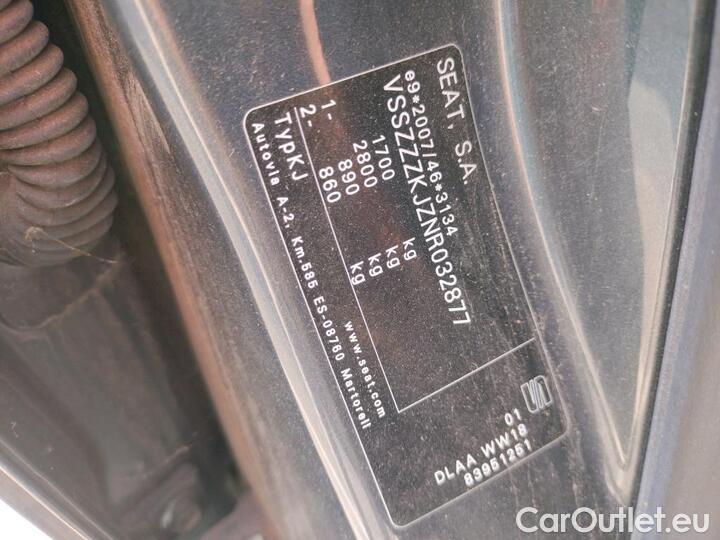 SEAT, S.A.
e9*2007/46*3134
VSSZZZKJZNR032877
1700 kg
2800 kg
1- 890 kg
2- 860 kg
TypKJ
www.seat.com
Autovia A-2, Km.585 ES-08760 Martorell
01
DLAA WW18
83951251
CarOutlet.eu